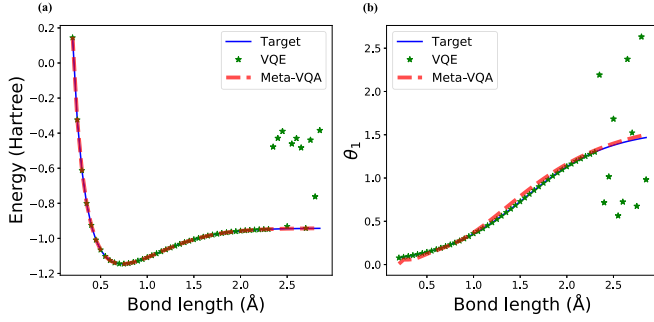 (a)
0.2
0.0
−0.2
−0.4
−0.6
−0.8
−1.0
−1.2
Energy (Hartree)
Target
VQE
Meta-VQA
0.5 1.0 1.5 2.0 2.5
Bond length (Å)
(b)
2.5
2.0
1.5
1.0
0.5
0.0
θ1
Target
VQE
Meta-VQA
0.5 1.0 1.5 2.0 2.5
Bond length (Å)